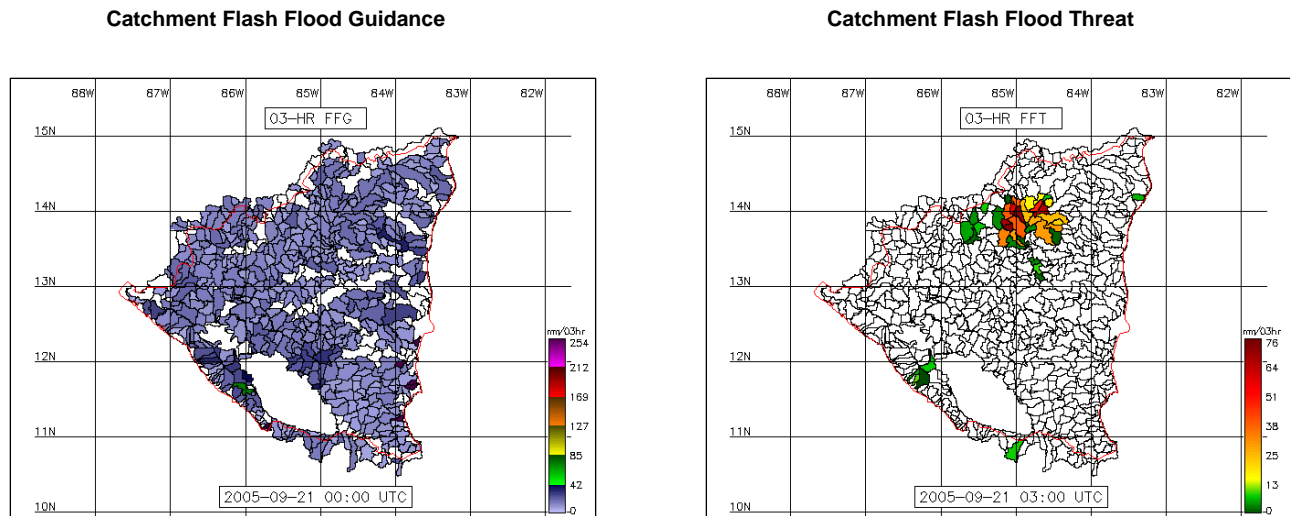 Catchment Flash Flood Guidance
Catchment Flash Flood Threat
88W 87W 86W 85W 84W 83W 82W
03-HR FFG
15N
14N
13N
12N
11N
10N
mm/03hr
254
212
169
127
85
42
0
2005-09-21 00:00 UTC
88W 87W 86W 85W 84W 83W 82W
03-HR FFT
15N
14N
13N
12N
11N
10N
mm/03hr
76
64
51
38
25
13
0
2005-09-21 03:00 UTC